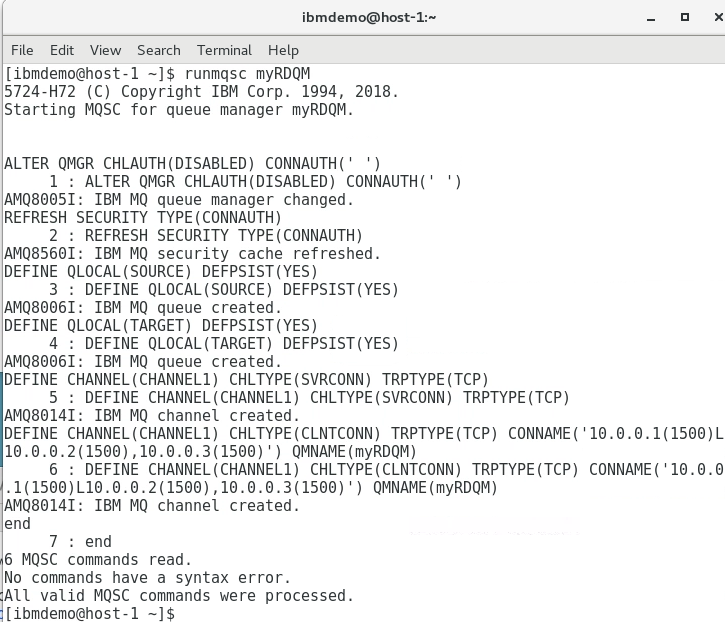 ibmdemo@host-1:~
File Edit View Search Terminal Help
[ibmdemo@host-1 ~]$ runmqsc myRDQM
5724-H72 (C) Copyright IBM Corp. 1994, 2018.
Starting MQSC for queue manager myRDQM.
ALTER QMGR CHLAUTH(DISABLED) CONNAUTH(' ')
1 : ALTER QMGR CHLAUTH(DISABLED) CONNAUTH(' ')
AMQ8005I: IBM MQ queue manager changed.
REFRESH SECURITY TYPE(CONNAUTH)
2 : REFRESH SECURITY TYPE(CONNAUTH)
AMQ8560I: IBM MQ security cache refreshed.
DEFINE QLOCAL(SOURCE) DEFPSIST(YES)
3 : DEFINE QLOCAL(SOURCE) DEFPSIST(YES)
AMQ8006I: IBM MQ queue created.
DEFINE QLOCAL(TARGET) DEFPSIST(YES)
4 : DEFINE QLOCAL(TARGET) DEFPSIST(YES)
AMQ8006I: IBM MQ queue created.
DEFINE CHANNEL(CHANNEL1) CHLTYPE(SVRCONN) TRPTYPE(TCP)
5 : DEFINE CHANNEL(CHANNEL1) CHLTYPE(SVRCONN) TRPTYPE(TCP)
AMQ8014I: IBM MQ channel created.
DEFINE CHANNEL(CHANNEL1) CHLTYPE(CLNTCONN) TRPTYPE(TCP) CONNAME('10.0.0.1(1500)L
10.0.0.2(1500),10.0.0.3(1500)') QMNAME(myRDQM)
6 : DEFINE CHANNEL(CHANNEL1) CHLTYPE(CLNTCONN) TRPTYPE(TCP) CONNAME('10.0.0
.1(1500)L10.0.0.2(1500),10.0.0.3(1500)') QMNAME(myRDQM)
AMQ8014I: IBM MQ channel created.
end
7 : end
6 MQSC commands read.
No commands have a syntax error.
All valid MQSC commands were processed.
[ibmdemo@host-1 ~]$